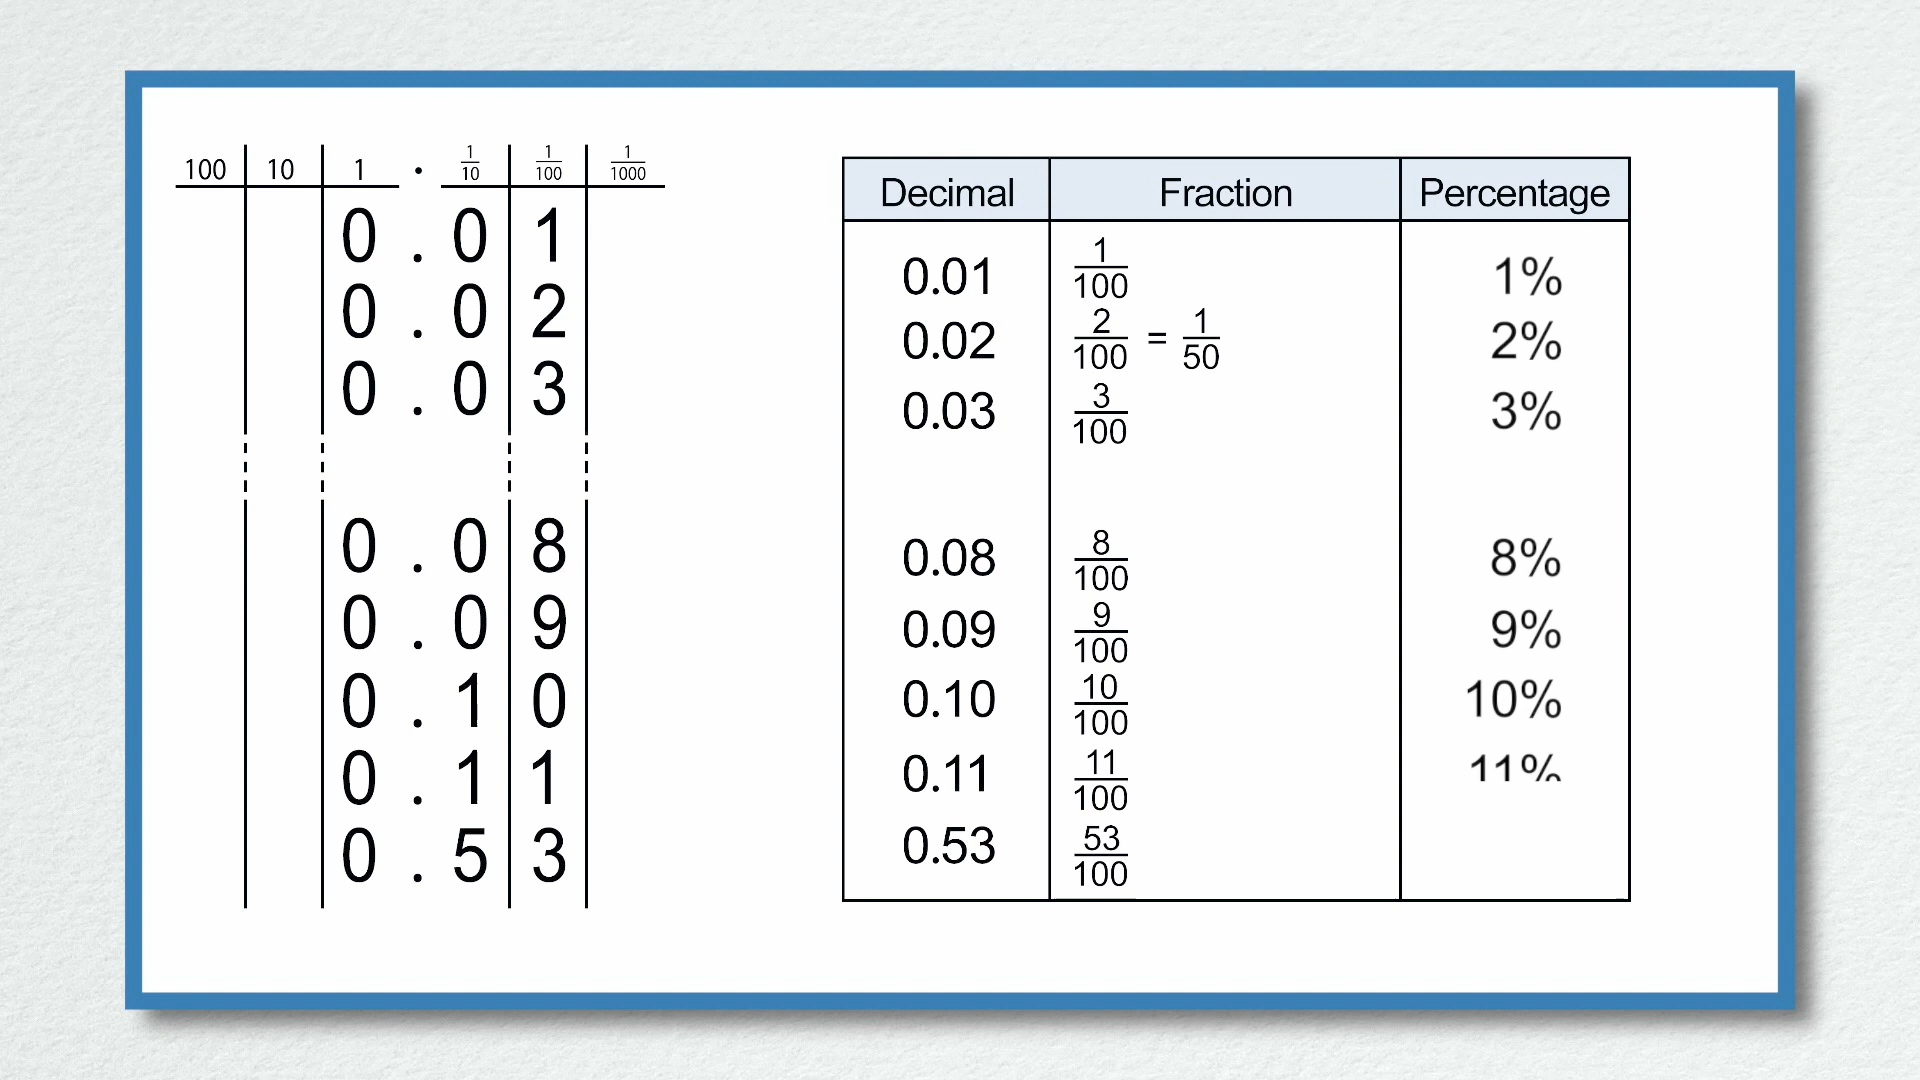 100 10 1 . 1/10 1/100 1/1000
0 . 0 1
0 . 0 2
0 . 0 3
0 . 0 8
0 . 0 9
0 . 1 0
0 . 1 1
0 . 5 3
Decimal Fraction Percentage
0.01 1/100 1%
0.02 2/100 = 1/50 2%
0.03 3/100 3%
0.08 8/100 8%
0.09 9/100 9%
0.10 10/100 10%
0.11 11/100 11%
0.53 53/100